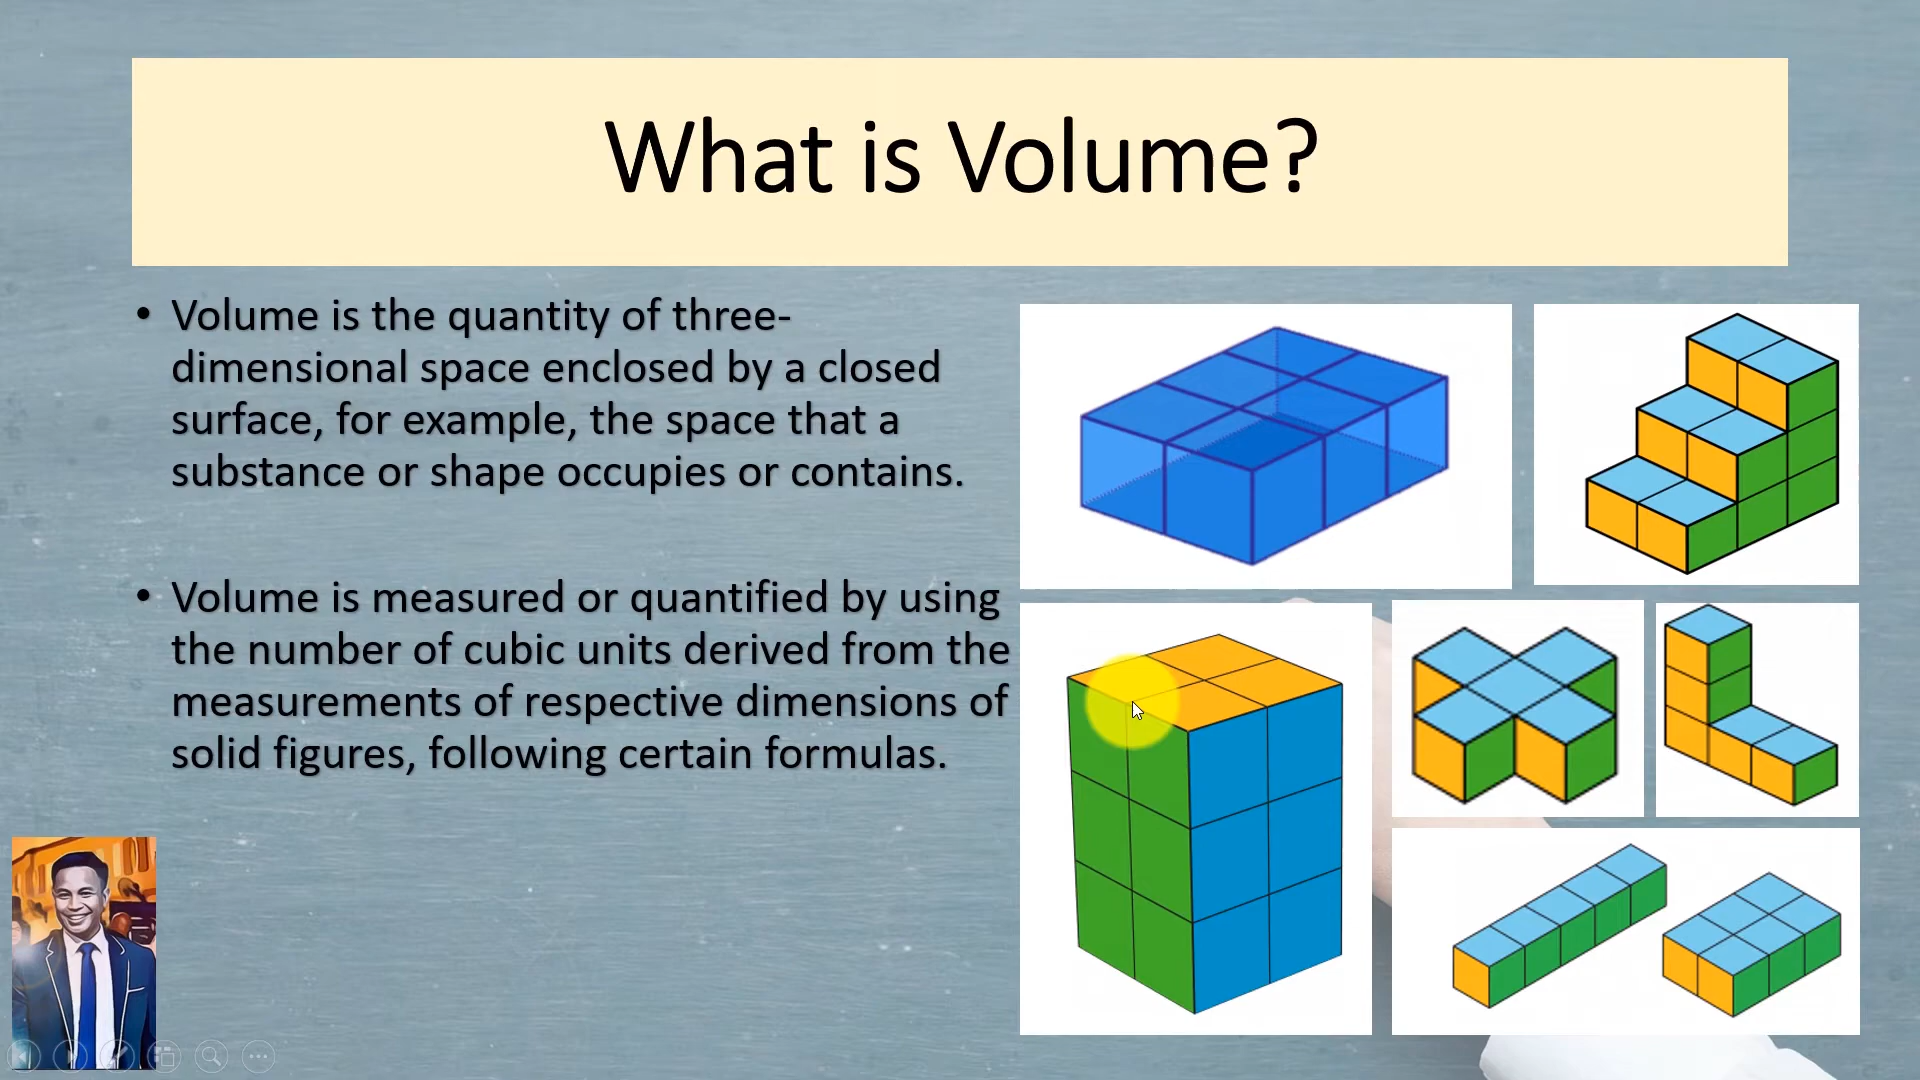 What is Volume?
• Volume is the quantity of three-
dimensional space enclosed by a closed
surface, for example, the space that a
substance or shape occupies or contains.
• Volume is measured or quantified by using
the number of cubic units derived from the
measurements of respective dimensions of
solid figures, following certain formulas.